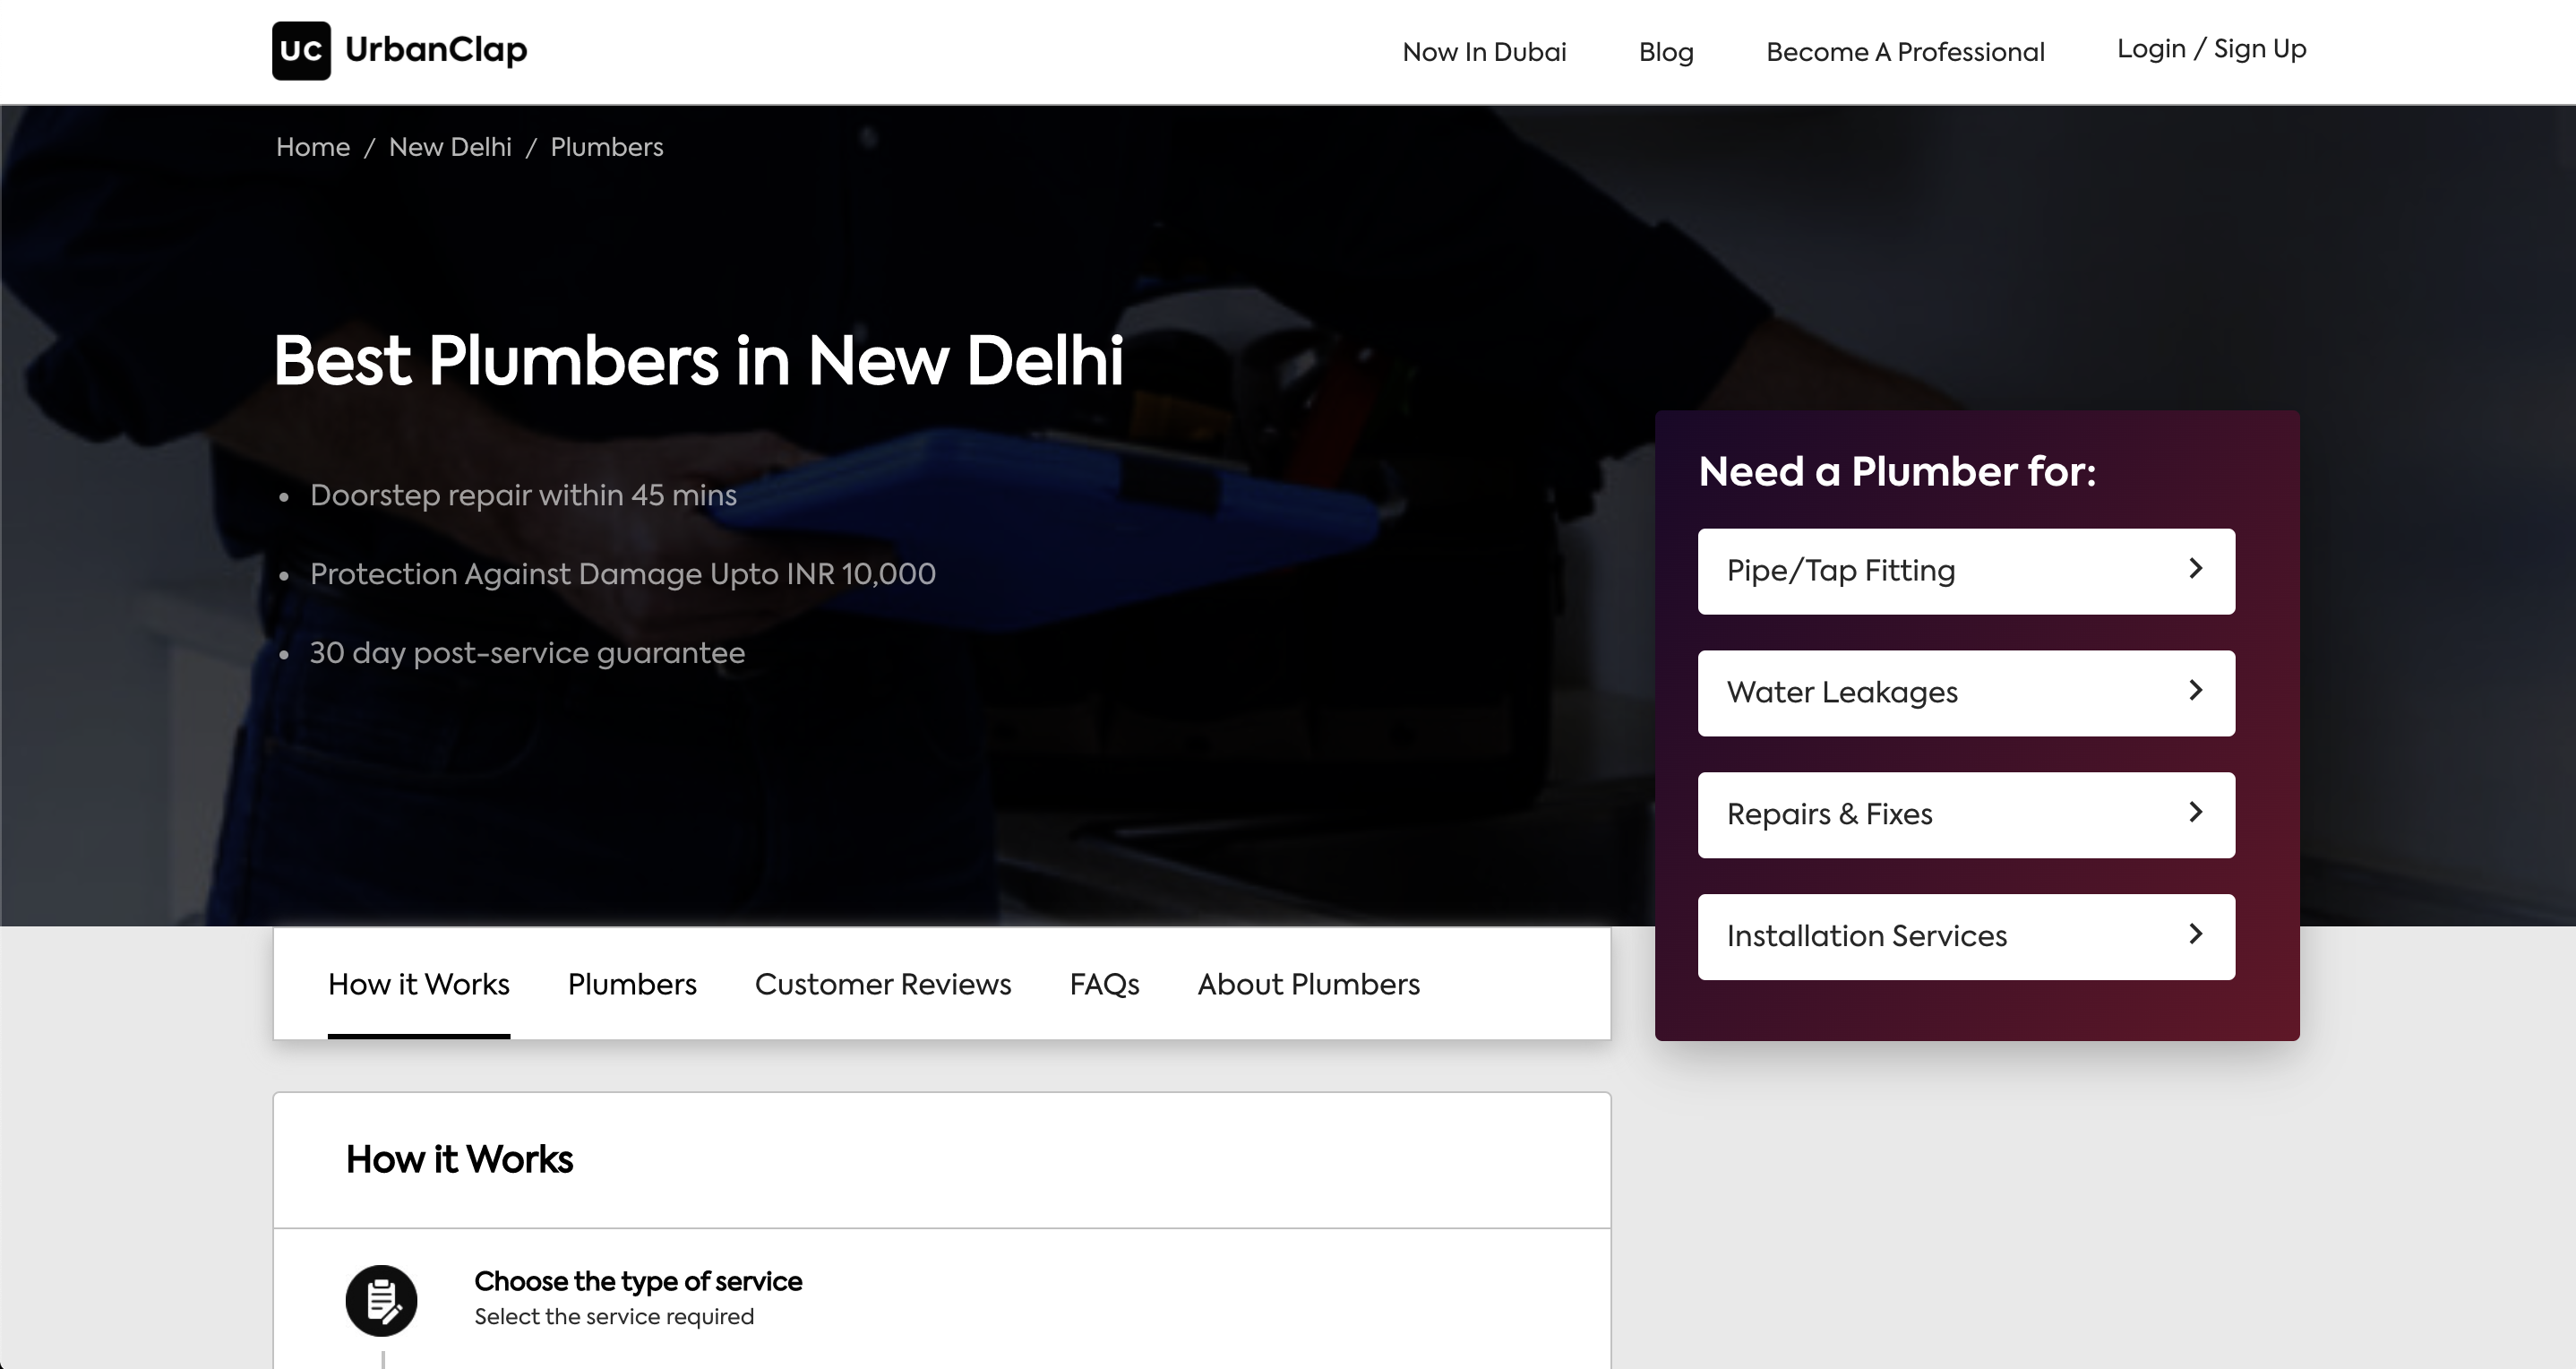 UC UrbanClap
Now In Dubai
Blog
Become A Professional
Login / Sign Up
Home / New Delhi / Plumbers
Best Plumbers in New Delhi
• Doorstep repair within 45 mins
• Protection Against Damage Upto INR 10,000
• 30 day post-service guarantee
Need a Plumber for:
Pipe/Tap Fitting
Water Leakages
Repairs & Fixes
Installation Services
How it Works
Plumbers
Customer Reviews
FAQs
About Plumbers
How it Works
Choose the type of service
Select the service required